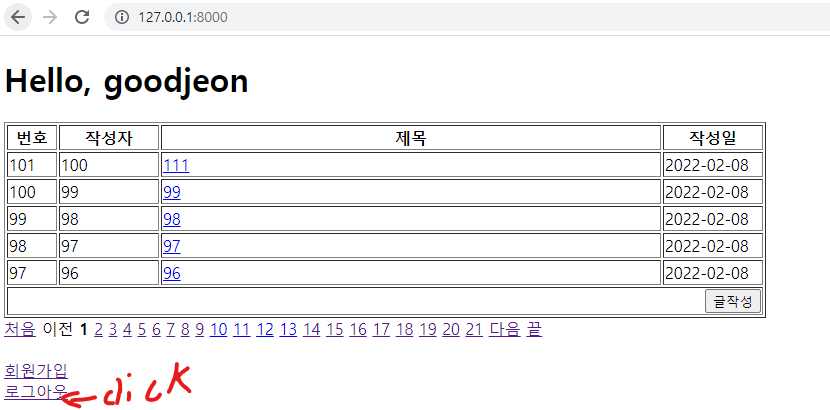 127.0.0.1:8000
Hello, goodjeon
번호 작성자 제목 작성일
101 100 111 2022-02-08
100 99 99 2022-02-08
99 98 98 2022-02-08
98 97 97 2022-02-08
97 96 96 2022-02-08
글작성
처음 이전 1 2 3 4 5 6 7 8 9 10 11 12 13 14 15 16 17 18 19 20 21 다음 끝
회원가입
로그아웃 click